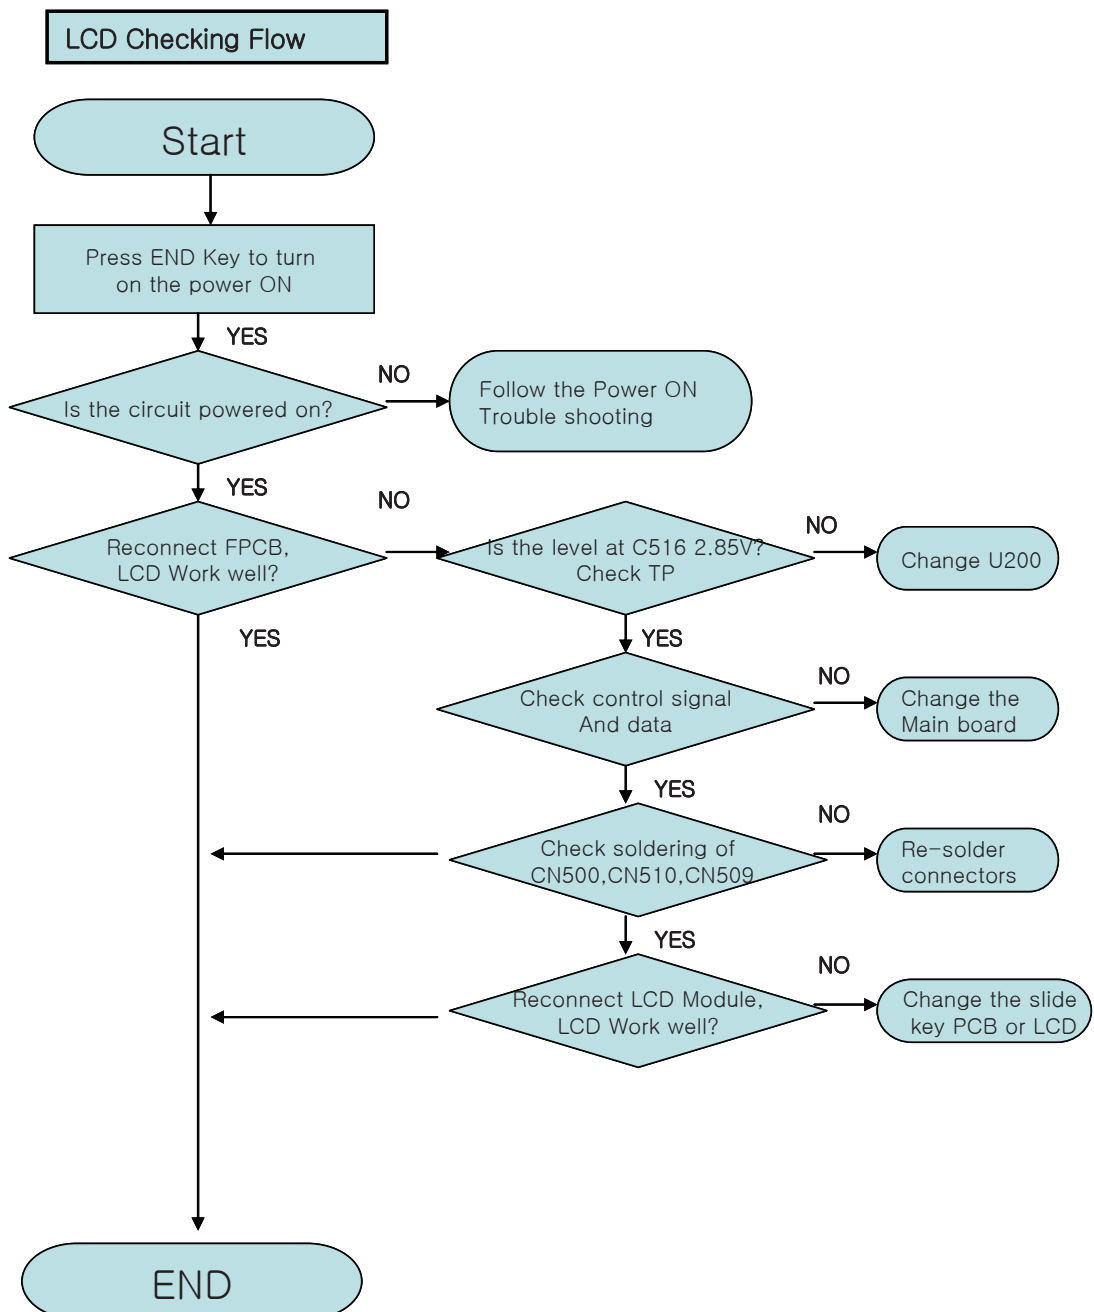 LCD Checking Flow
Start
Press END Key to turn
on the power ON
YES
Is the circuit powered on?
NO
Follow the Power ON
Trouble shooting
YES
Reconnect FPCB,
LCD Work well?
NO
Is the level at C516 2.85V?
Check TP
NO
Change U200
YES
YES
Check control signal
And data
NO
Change the
Main board
YES
Check soldering of
CN500,CN510,CN509
NO
Re-solder
connectors
YES
Reconnect LCD Module,
LCD Work well?
NO
Change the slide
key PCB or LCD
END